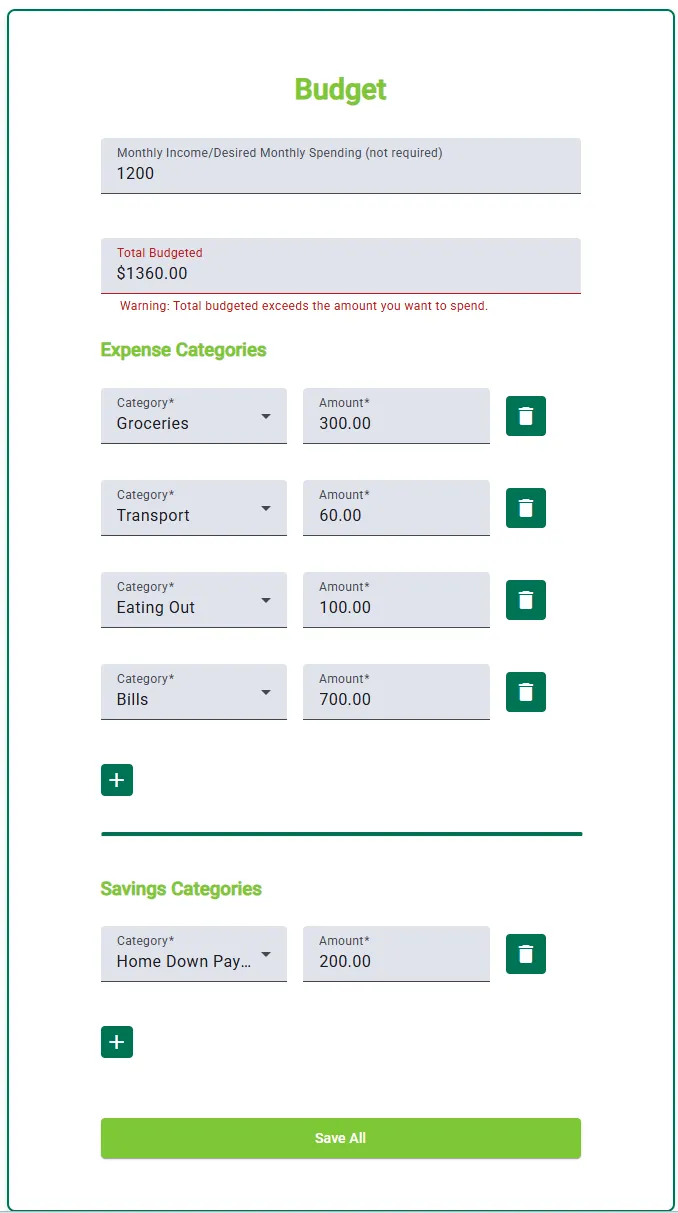 Budget
Monthly Income/Desired Monthly Spending (not required)
1200
Total Budgeted
$1360.00
Warning: Total budgeted exceeds the amount you want to spend.
Expense Categories
Category* Amount*
Groceries 300.00
Category* Amount*
Transport 60.00
Category* Amount*
Eating Out 100.00
Category* Amount*
Bills 700.00
+
Savings Categories
Category* Amount*
Home Down Pay... 200.00
+
Save All